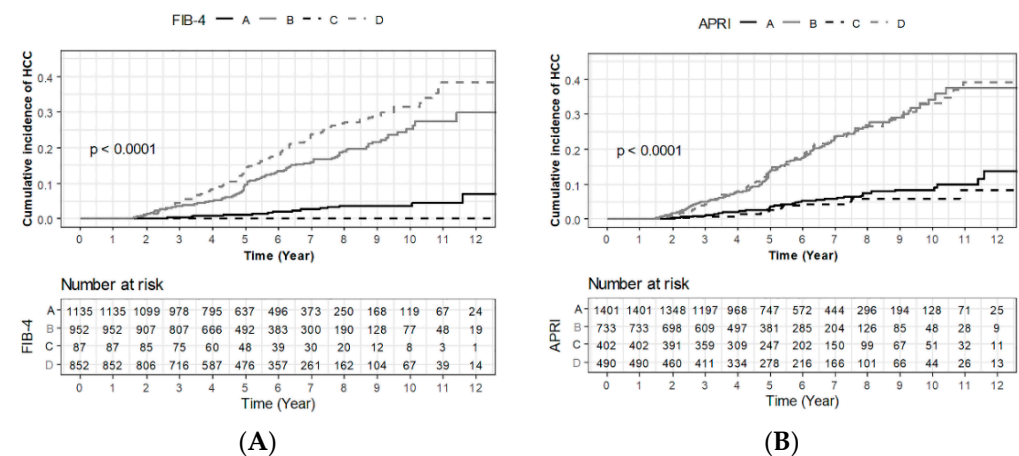 FIB-4 A B C D
Cumulative incidence of HCC
0.4
0.3
0.2
0.1
0.0
p < 0.0001
0 1 2 3 4 5 6 7 8 9 10 11 12
Time (Year)
Number at risk
FIB-4
A 1135 1135 1099 978 795 637 496 373 250 168 119 67 24
B 952 952 907 807 666 492 383 300 190 128 77 48 19
C 87 87 85 75 60 48 39 30 20 12 8 3 1
D 852 852 806 716 587 476 357 261 162 104 67 39 14
0 1 2 3 4 5 6 7 8 9 10 11 12
Time (Year)
(A)
APRI A B C D
Cumulative incidence of HCC
0.4
0.3
0.2
0.1
0.0
p < 0.0001
0 1 2 3 4 5 6 7 8 9 10 11 12
Time (Year)
Number at risk
APRI
A 1401 1401 1348 1197 968 747 572 444 296 194 128 71 25
B 733 733 698 609 497 381 285 204 126 85 48 28 9
C 402 402 391 359 309 247 202 150 99 67 51 32 11
D 490 490 460 411 334 278 216 166 101 66 44 26 13
0 1 2 3 4 5 6 7 8 9 10 11 12
Time (Year)
(B)